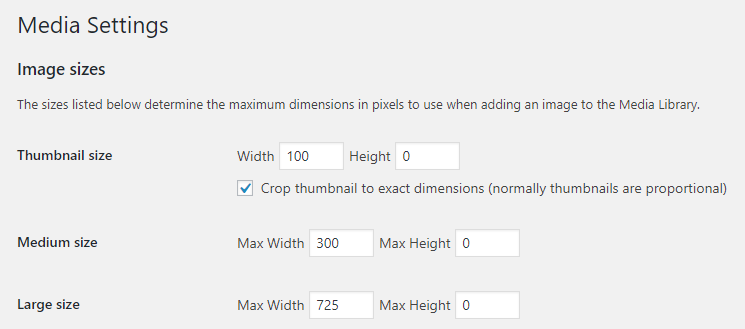 Media Settings
Image sizes
The sizes listed below determine the maximum dimensions in pixels to use when adding an image to the Media Library.
Thumbnail size Width 100 Height 0
Crop thumbnail to exact dimensions (normally thumbnails are proportional)
Medium size Max Width 300 Max Height 0
Large size Max Width 725 Max Height 0